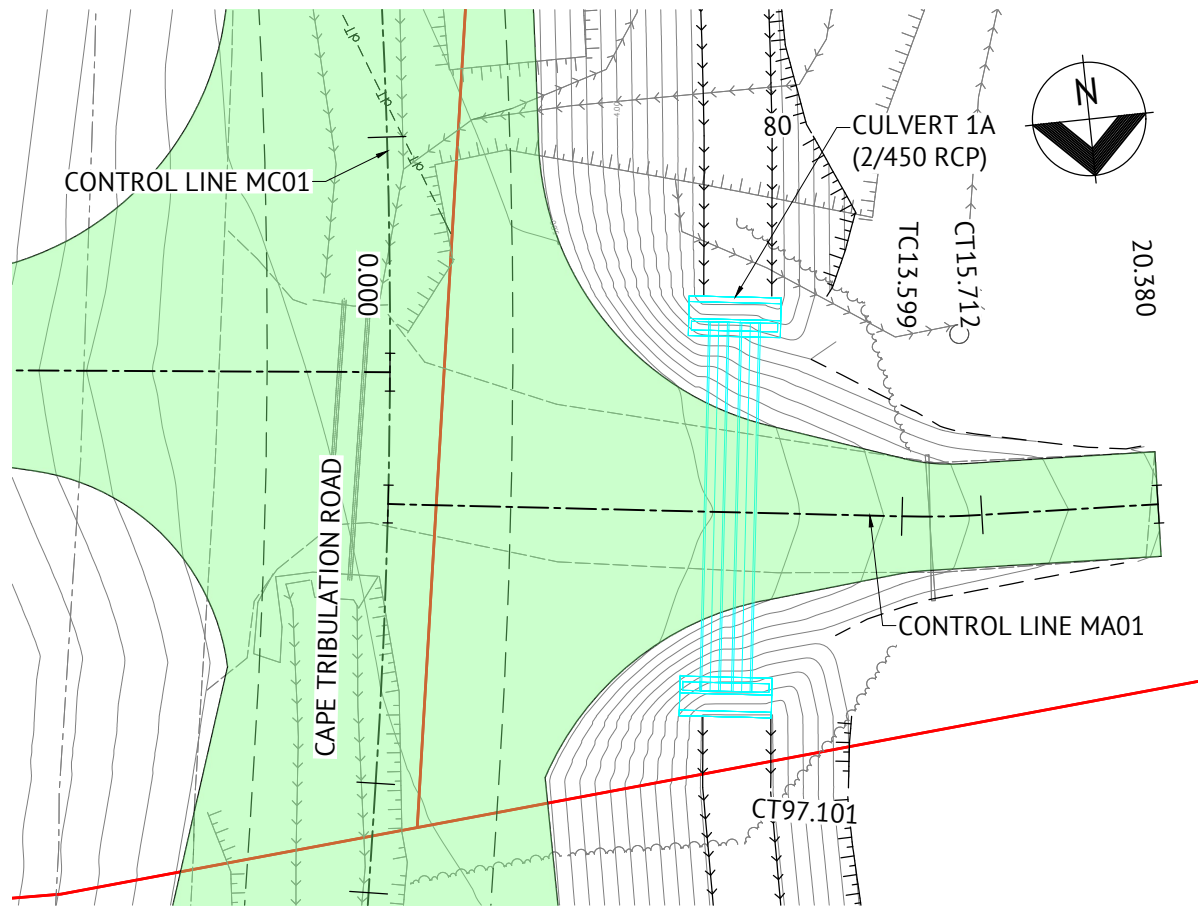 N
80
CULVERT 1A
(2/450 RCP)
CONTROL LINE MC01
0.000
TC13.599
CT15.712
20.380
CAPE TRIBULATION ROAD
CONTROL LINE MA01
CT97.101